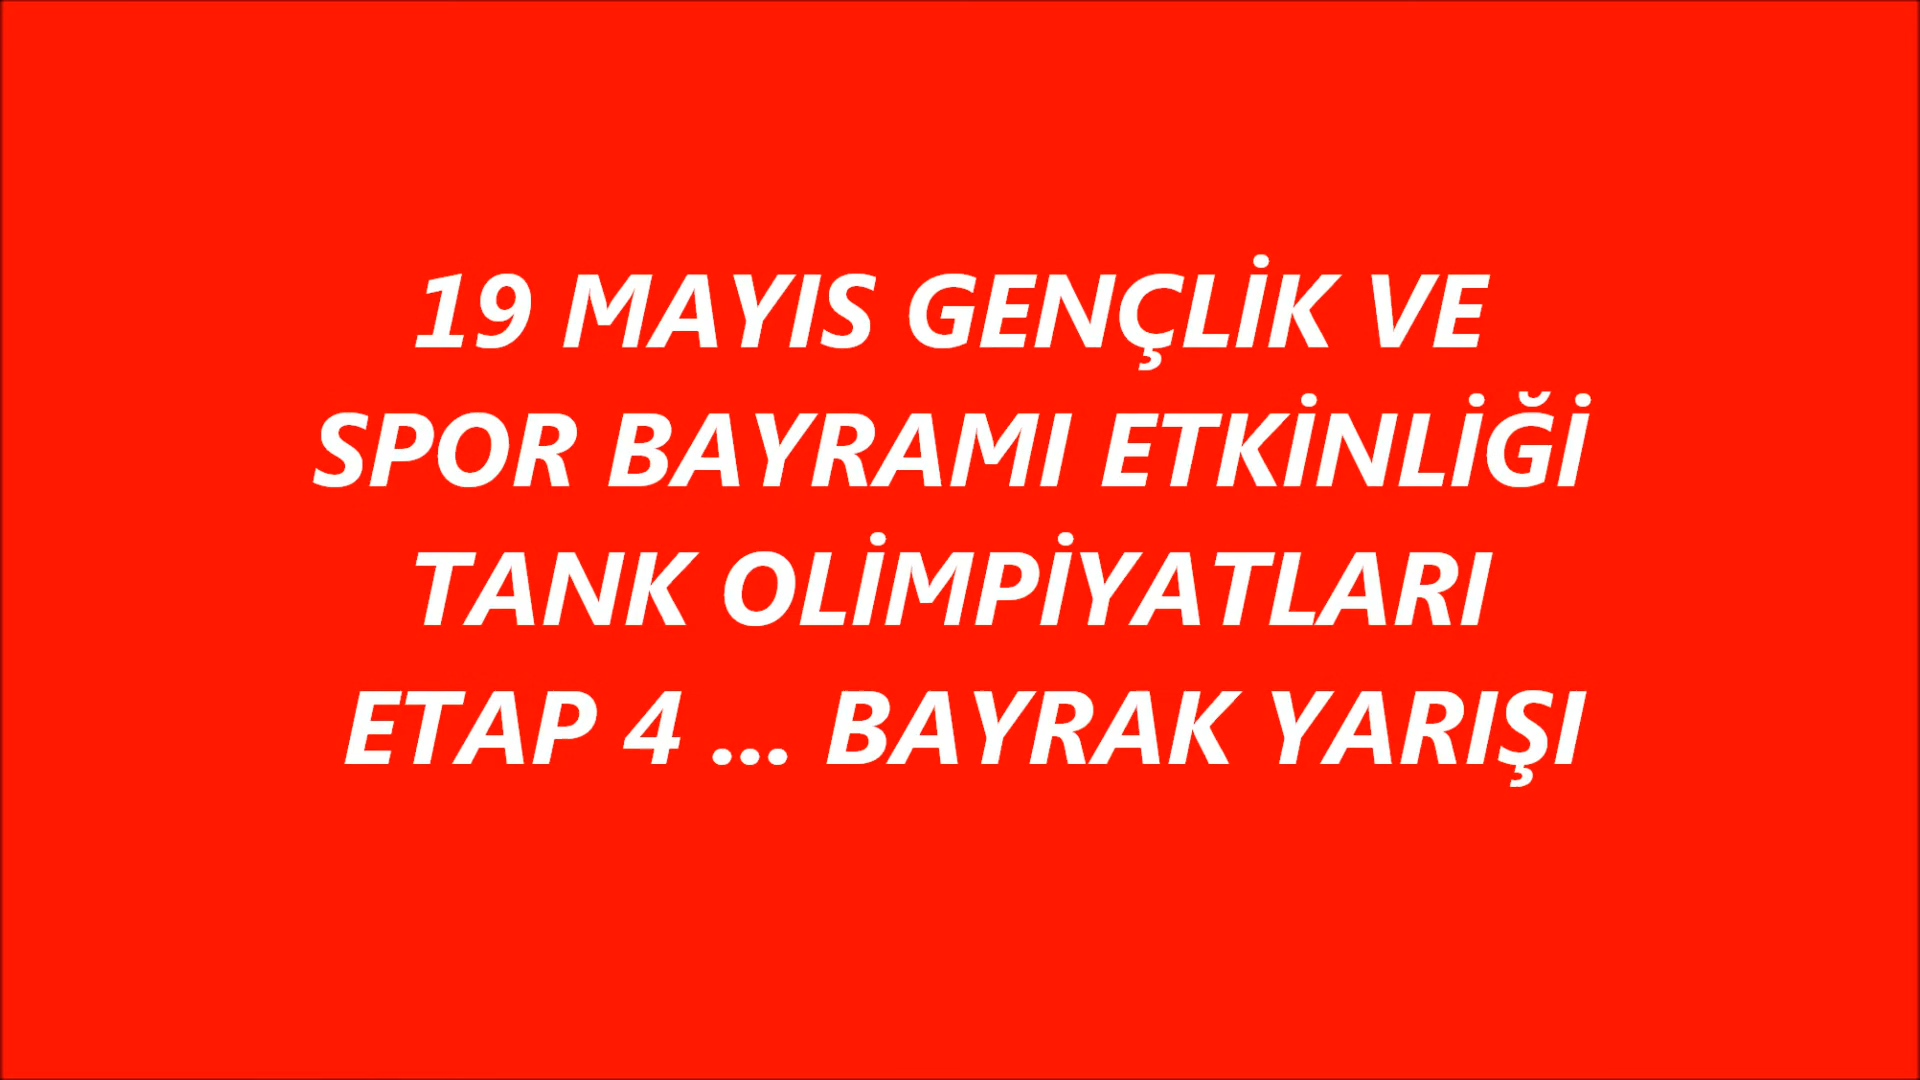 19 MAYIS GENÇLİK VE
SPOR BAYRAMI ETKİNLİĞİ
TANK OLİMPİYATLARI
ETAP 4 ... BAYRAK YARIŞI